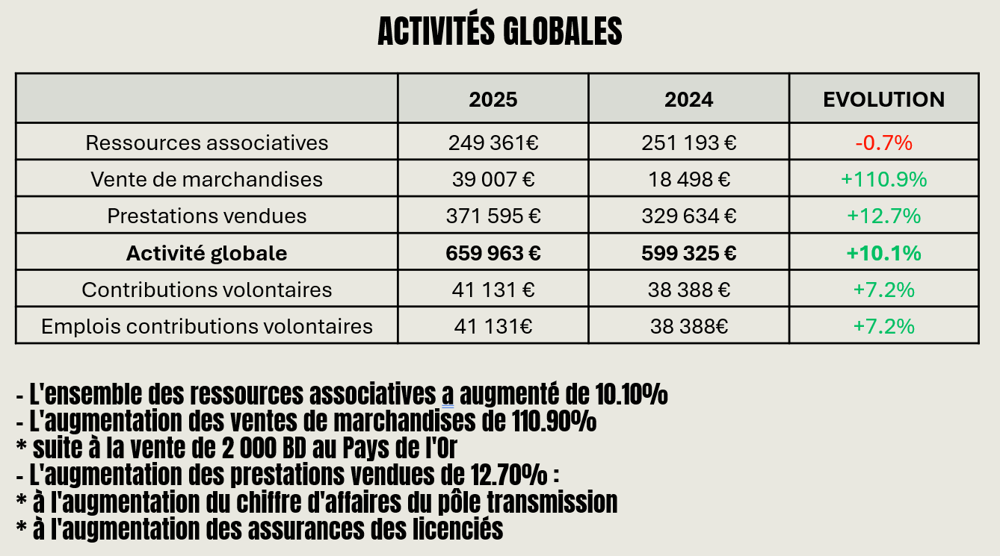 ACTIVITÉS GLOBALES
2025 2024 EVOLUTION
Ressources associatives 249 361€ 251 193 € -0.7%
Vente de marchandises 39 007 € 18 498 € +110.9%
Prestations vendues 371 595 € 329 634 € +12.7%
Activité globale 659 963 € 599 325 € +10.1%
Contributions volontaires 41 131 € 38 388 € +7.2%
Emplois contributions volontaires 41 131€ 38 388€ +7.2%
- L'ensemble des ressources associatives a augmenté de 10.10%
- L'augmentation des ventes de marchandises de 110.90%
* suite à la vente de 2 000 BD au Pays de l'Or
- L'augmentation des prestations vendues de 12.70% :
* à l'augmentation du chiffre d'affaires du pôle transmission
* à l'augmentation des assurances des licenciés